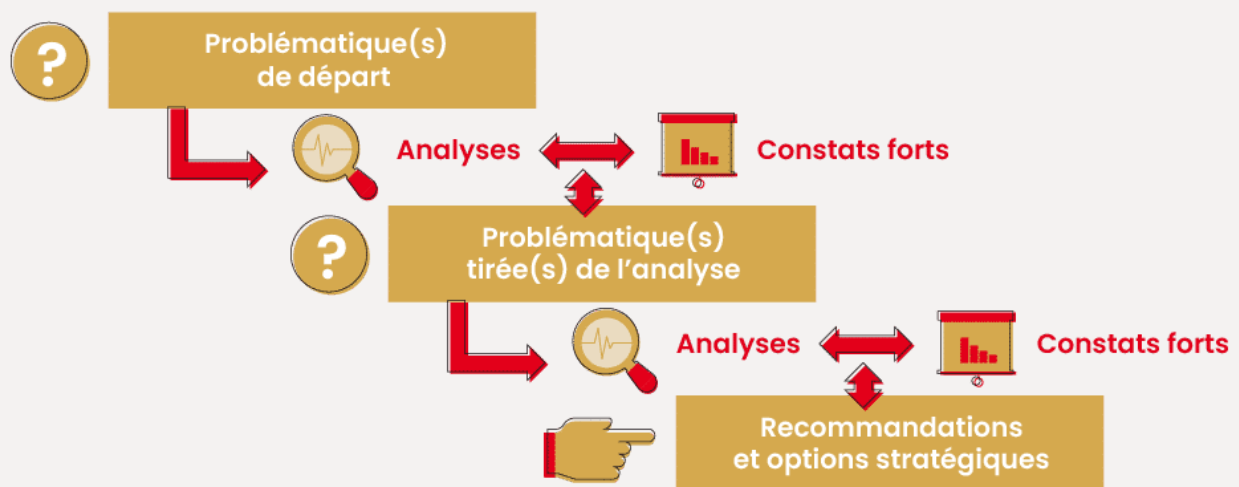 Problématique(s)
de départ
Analyses
Constats forts
Problématique(s)
tirée(s) de l'analyse
Analyses
Constats forts
Recommandations
et options stratégiques